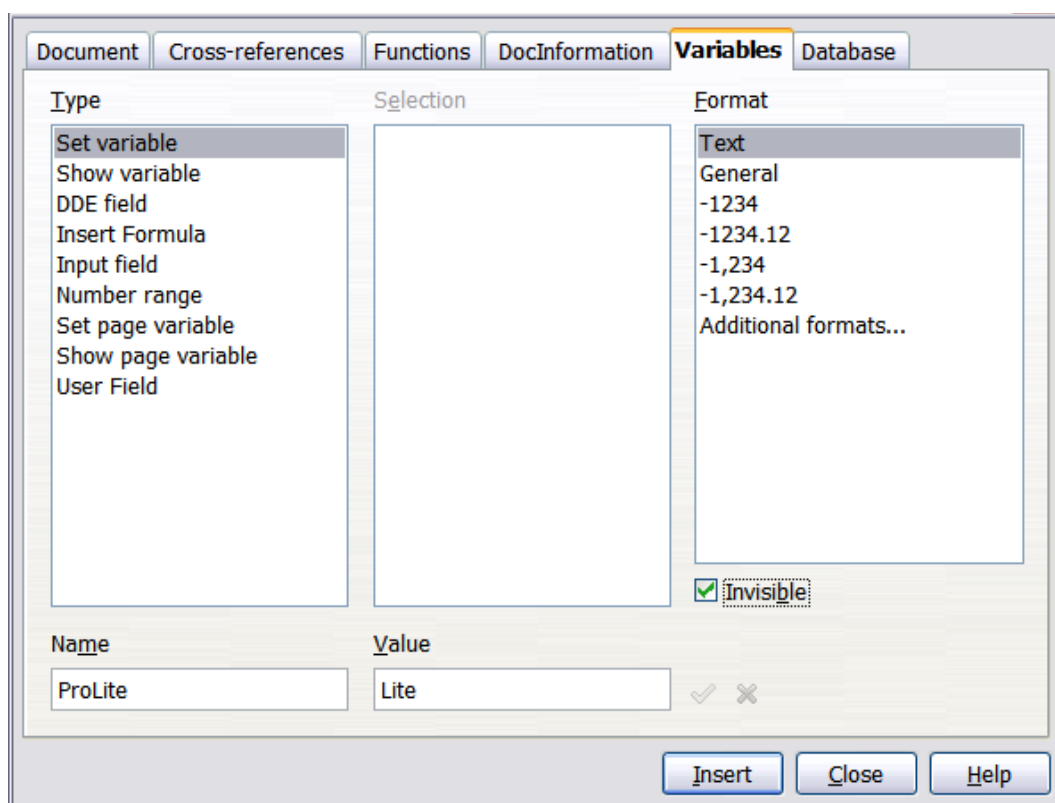 Document Cross-references Functions DocInformation Variables Database
Type
Set variable
Show variable
DDE field
Insert Formula
Input field
Number range
Set page variable
Show page variable
User Field
Selection
Format
Text
General
-1234
-1234.12
-1,234
-1,234.12
Additional formats...
Invisible
Name
ProLite
Value
Lite
Insert Close Help